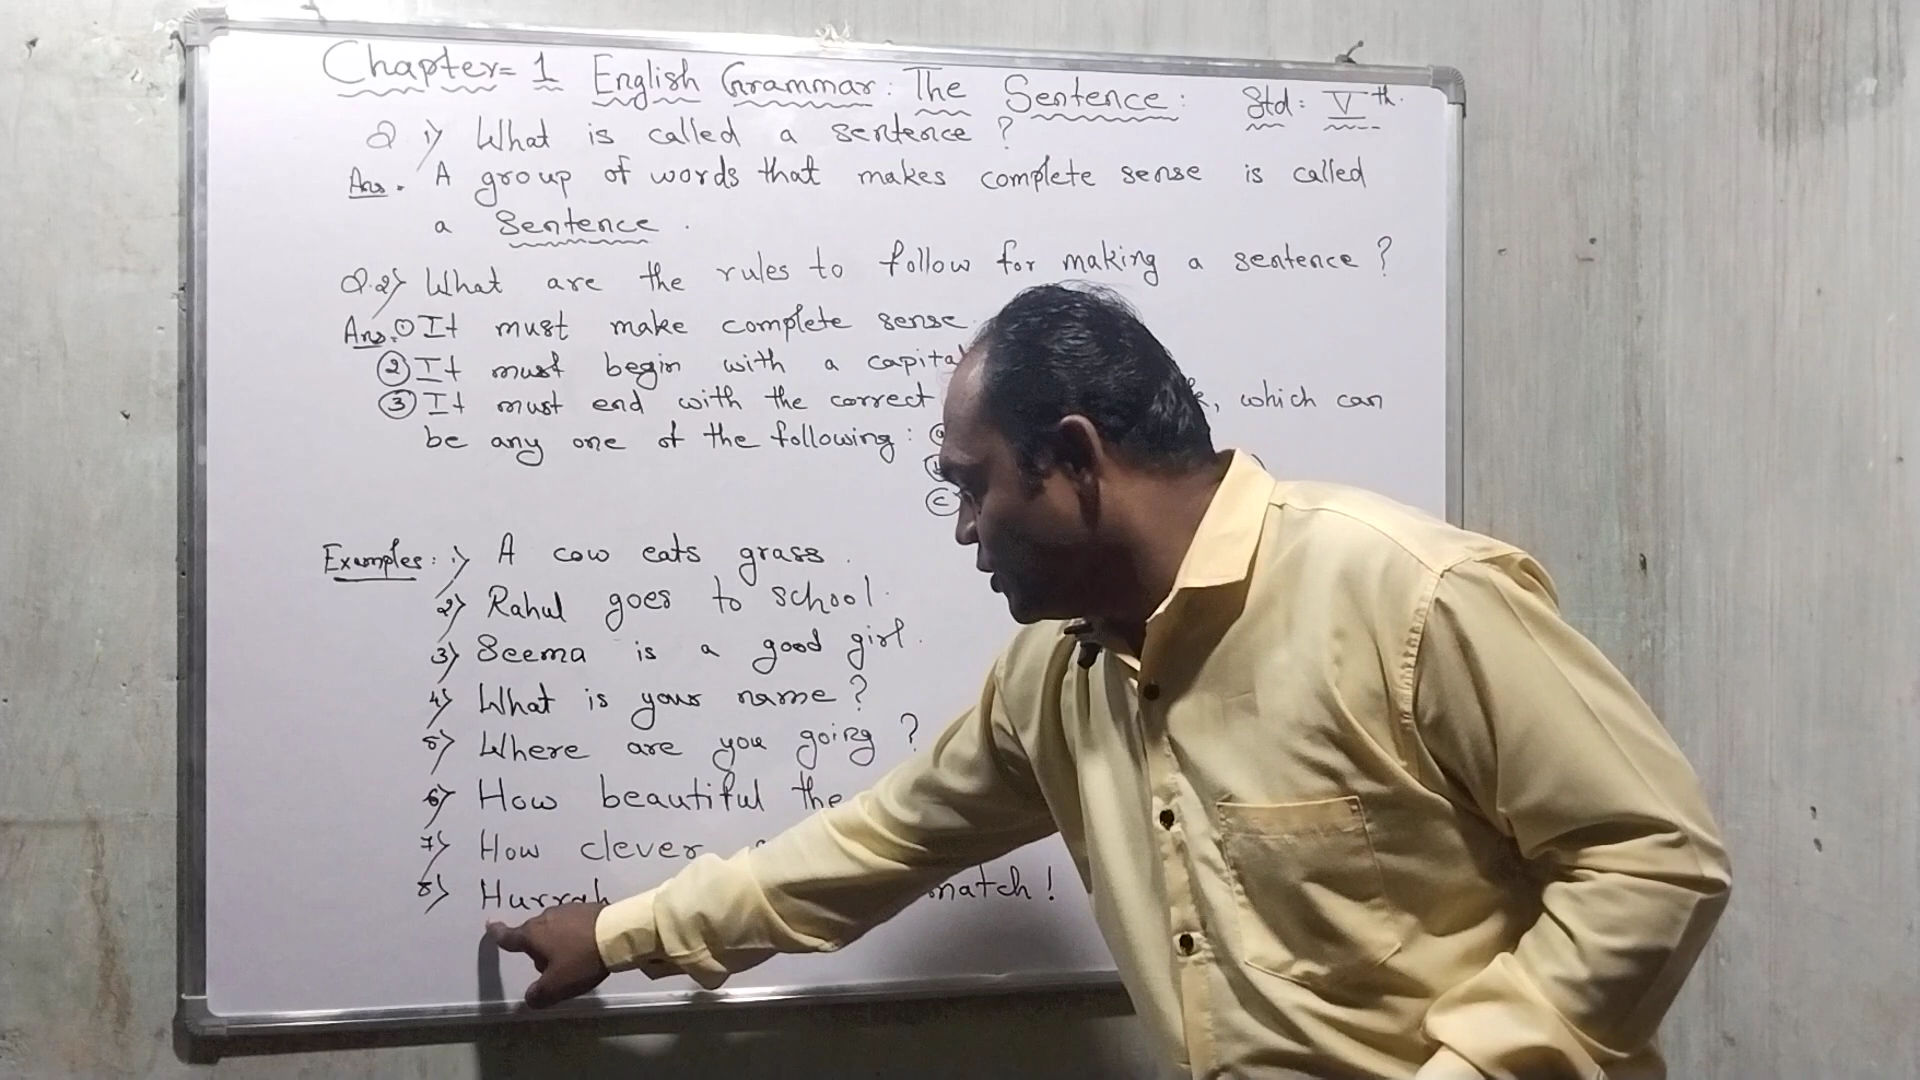 Chapter= 1 English Grammar: The Sentence: Std: Vth.
Q 1) What is called a sentence?
Ans. A group of words that makes complete sense is called
a sentence.
Q.2) What are the rules to follow for making a sentence?
Ans. ① It must make complete sense
② It must begin with a capital
③ It must end with the correct , which can
be any one of the following: ⓐ
ⓑ
ⓒ
Examples: 1) A cow eats grass.
2) Rahul goes to school.
3) Seema is a good girl.
4) What is your name?
5) Where are you going?
6) How beautiful the
7) How clever
8) Hurrah match!